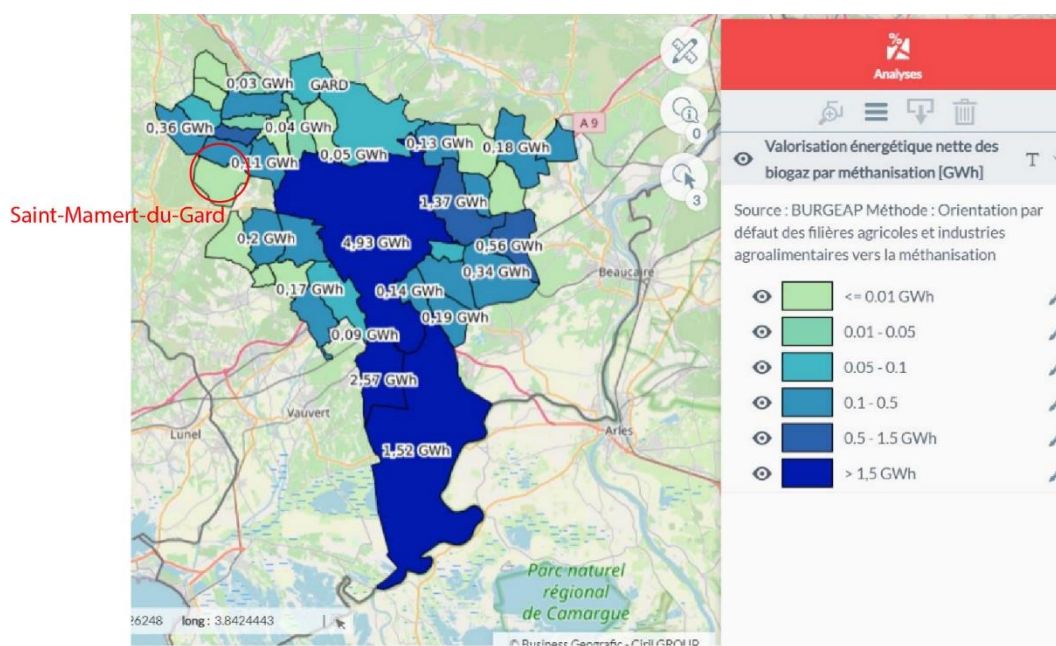 %
Analyses
0
3
Valorisation énergétique nette des
biogaz par méthanisation [GWh]
T
Source : BURGEAP Méthode : Orientation par
défaut des filières agricoles et industries
agroalimentaires vers la méthanisation
<= 0.01 GWh
0.01 - 0.05
0.05 - 0.1
0.1 - 0.5
0.5 - 1.5 GWh
> 1,5 GWh
0,03 GWh
GARD
A 9
0,36 GWh
0,04 GWh
0,13 GWh
0,18 GWh
0,11 GWh
0,05 GWh
Saint-Mamert-du-Gard
1,37 GWh
0,2 GWh
4,93 GWh
0,56 GWh
0,34 GWh
Beaucaire
0,17 GWh
0,14 GWh
0,19 GWh
0,09 GWh
2,57 GWh
Vauvert
Lunel
Arles
1,52 GWh
Parc naturel
régional
de Camargue
26248 long : 3.8424443
© Business Geografic - Ciril GROUP